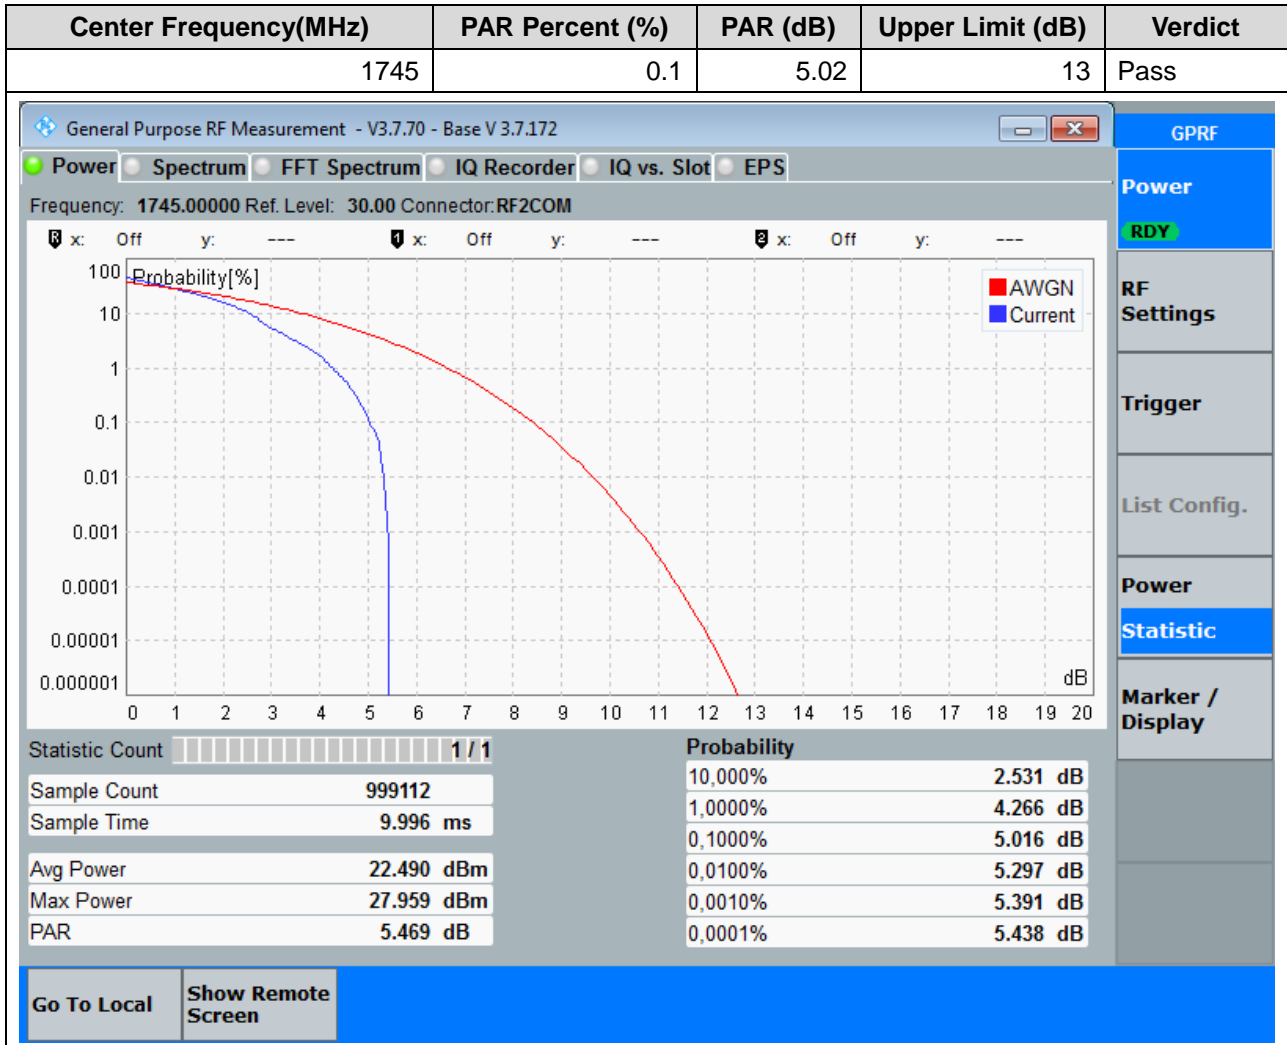 Center Frequency(MHz) PAR Percent (%) PAR (dB) Upper Limit (dB) Verdict
1745 0.1 5.02 13 Pass
General Purpose RF Measurement - V3.7.70 - Base V 3.7.172
GPRF
Power Spectrum FFT Spectrum IQ Recorder IQ vs. Slot EPS
Frequency: 1745.00000 Ref. Level: 30.00 Connector:RF2COM
R x: Off y: --- 1 x: Off y: --- 2 x: Off y: ---
Probability[%]
AWGN
Current
100
10
1
0.1
0.01
0.001
0.0001
0.00001
0.000001
dB
0 1 2 3 4 5 6 7 8 9 10 11 12 13 14 15 16 17 18 19 20
Statistic Count 1 / 1
Sample Count 999112
Sample Time 9.996 ms
Avg Power 22.490 dBm
Max Power 27.959 dBm
PAR 5.469 dB
Probability
10,000% 2.531 dB
1,0000% 4.266 dB
0,1000% 5.016 dB
0,0100% 5.297 dB
0,0010% 5.391 dB
0,0001% 5.438 dB
Power
RDY
RF
Settings
Trigger
List Config.
Power
Statistic
Marker /
Display
Go To Local
Show Remote
Screen